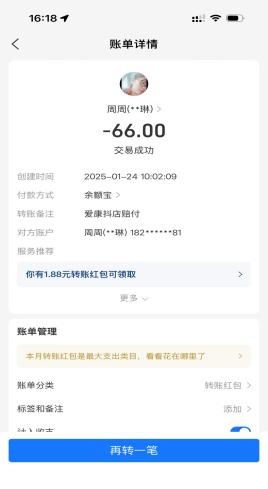 16:18
账单详情
周周(**琳)
-66.00
交易成功
创建时间 2025-01-24 10:02:09
付款方式 余额宝
转账备注 爱康抖店赔付
对方账户 周周(**琳) 182******81
服务推荐
你有1.88元转账红包可领取
更多
账单管理
本月转账红包是最大支出类目，看看花在哪里了
账单分类 转账红包
标签和备注 添加
计入收支
再转一笔